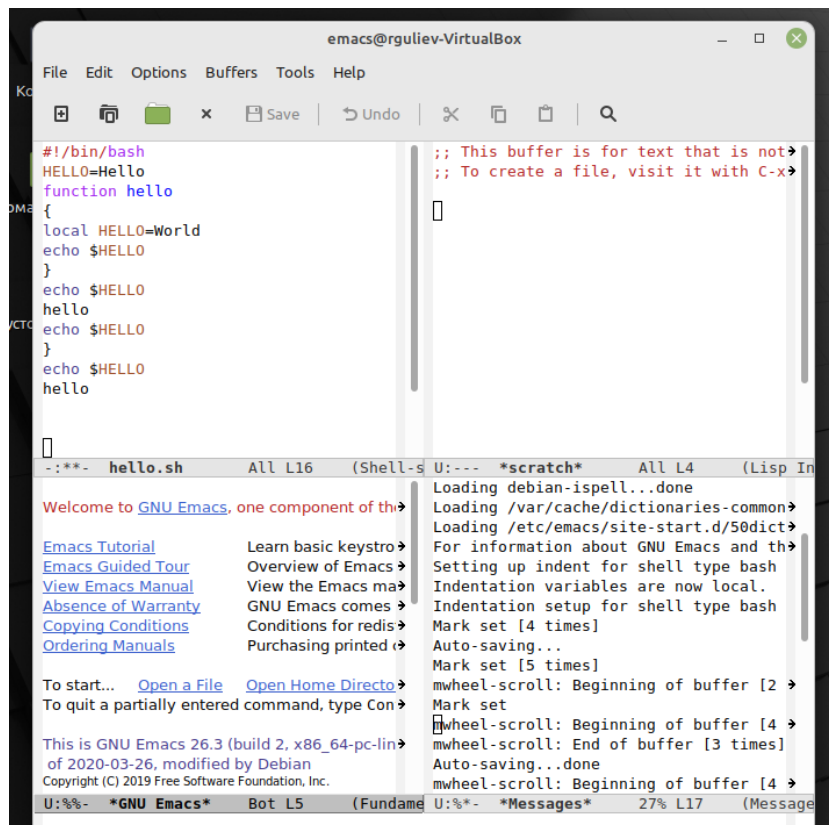 Ко
ома
усто
emacs@rguliev-VirtualBox
File Edit Options Buffers Tools Help
Save Undo
#!/bin/bash
HELLO=Hello
function hello
{
local HELLO=World
echo $HELLO
}
echo $HELLO
hello
echo $HELLO
}
echo $HELLO
hello
-:**- hello.sh All L16 (Shell-s
;; This buffer is for text that is not
;; To create a file, visit it with C-x
U:--- *scratch* All L4 (Lisp In
Welcome to GNU Emacs, one component of the
Emacs Tutorial Learn basic keystro
Emacs Guided Tour Overview of Emacs
View Emacs Manual View the Emacs ma
Absence of Warranty GNU Emacs comes
Copying Conditions Conditions for redis
Ordering Manuals Purchasing printed
To start... Open a File Open Home Directo
To quit a partially entered command, type Con
This is GNU Emacs 26.3 (build 2, x86_64-pc-lin
of 2020-03-26, modified by Debian
Copyright (C) 2019 Free Software Foundation, Inc.
U:%%- *GNU Emacs* Bot L5 (Fundame
Loading debian-ispell...done
Loading /var/cache/dictionaries-common
Loading /etc/emacs/site-start.d/50dict
For information about GNU Emacs and th
Setting up indent for shell type bash
Indentation variables are now local.
Indentation setup for shell type bash
Mark set [4 times]
Auto-saving...
Mark set [5 times]
mwheel-scroll: Beginning of buffer [2
Mark set
mwheel-scroll: Beginning of buffer [4
mwheel-scroll: End of buffer [3 times]
Auto-saving...done
mwheel-scroll: Beginning of buffer [4
U:%*- *Messages* 27% L17 (Message